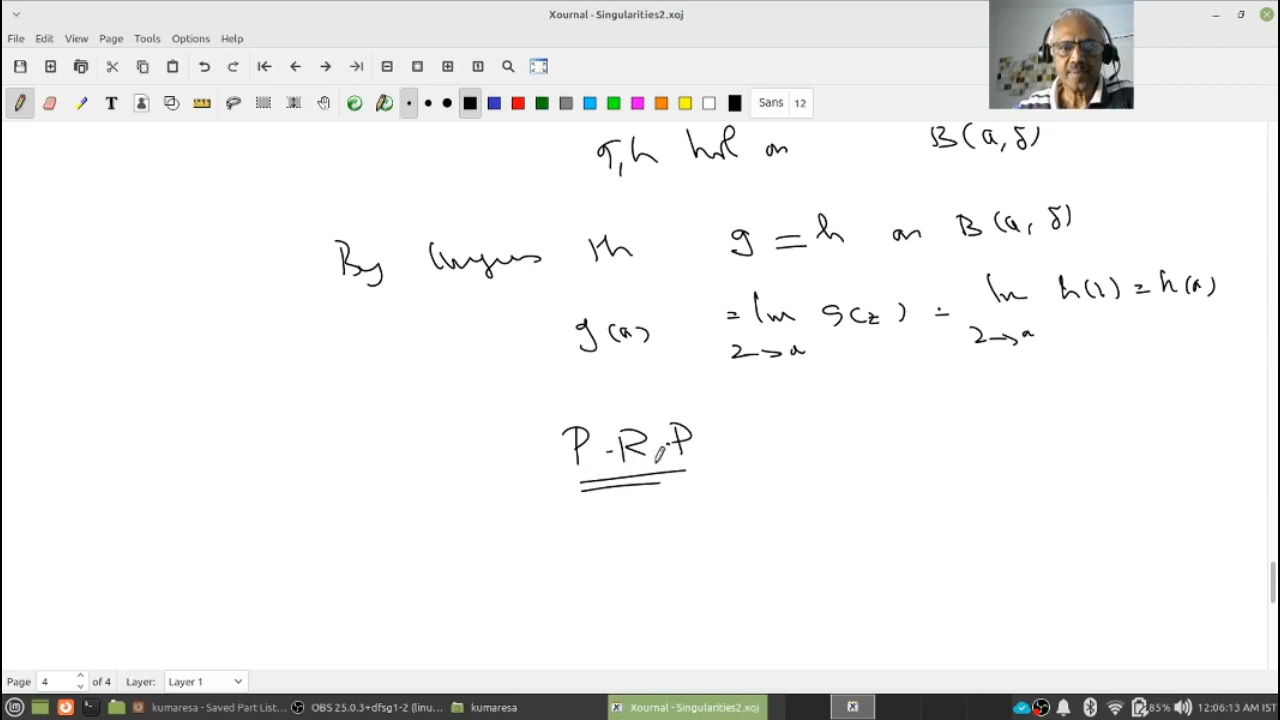 Xournal - Singularities2.xoj
File Edit View Page Tools Options Help
Sans 12
g,h hol on B(a,δ)
By th g = h on B(a, δ)
g(a) = lim g(z) = lim h(z) = h(a)
z→a z→a
P-R.P
Page 4 of 4 Layer: Layer 1
kumaresa - Saved Part List... OBS 25.0.3+dfsg1-2 (linu... kumaresa Xournal - Singularities2.xoj 85% 12:06:13 AM IST